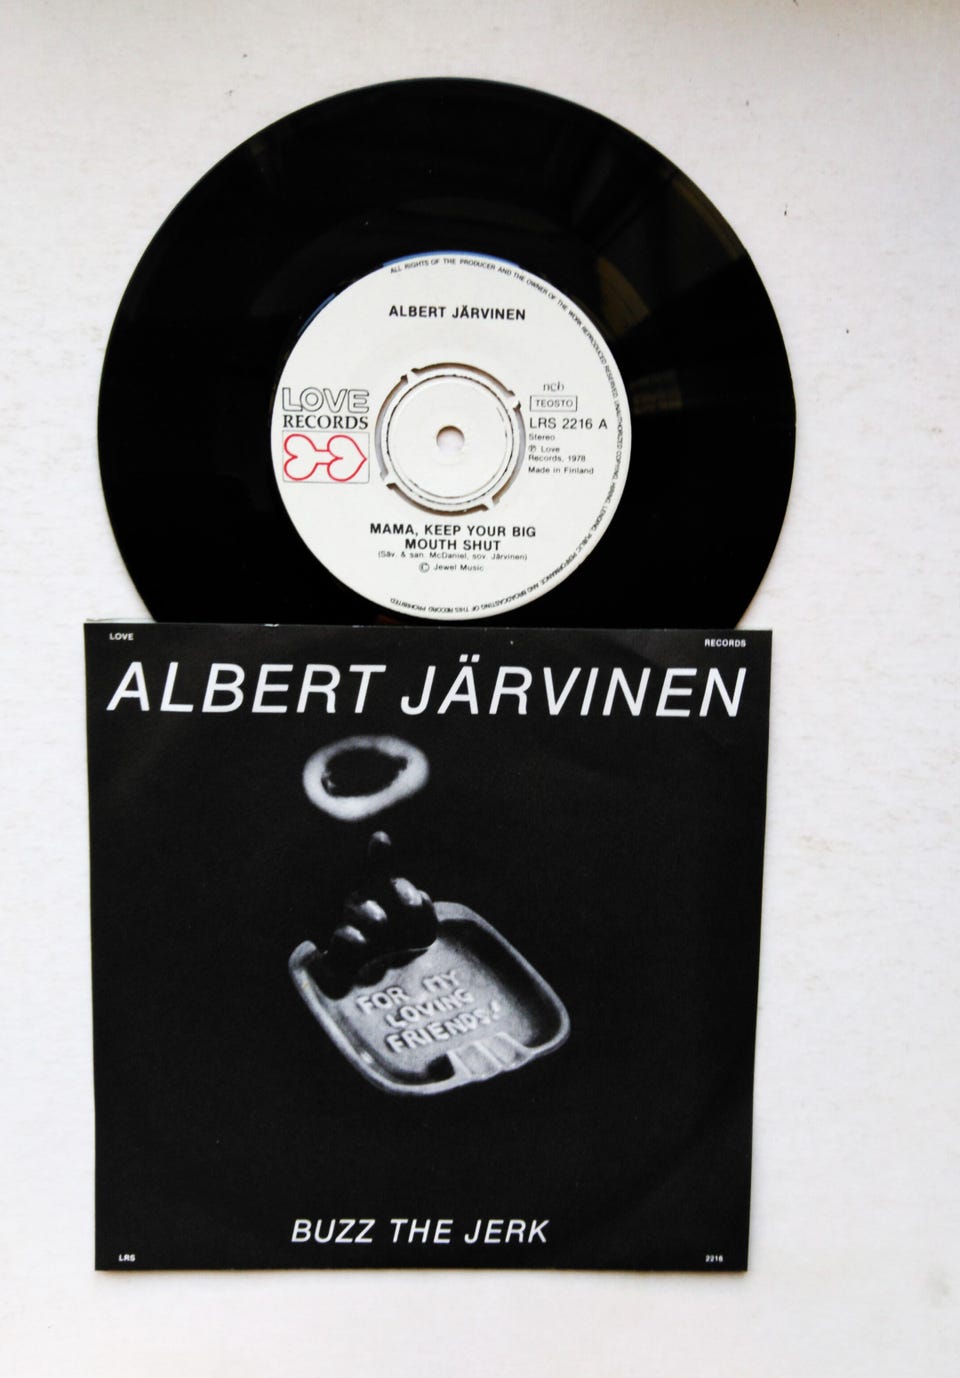 ALL RIGHTS OF THE PRODUCER AND THE OWNER OF THE WORK REPRODUCED RESERVED. UNAUTHORIZED COPYING, HIRING, LENDING, PUBLIC PERFORMANCE AND BROADCASTING OF THIS RECORD PROHIBITED.
ALBERT JÄRVINEN
LOVE
RECORDS
ncb
TEOSTO
LRS 2216 A
Stereo
℗ Love
Records, 1978
Made in Finland
MAMA, KEEP YOUR BIG
MOUTH SHUT
(Säv. & san. McDaniel, sov. Järvinen)
© Jewel Music
LOVE
RECORDS
ALBERT JÄRVINEN
FOR MY
LOVING
FRIENDS!
BUZZ THE JERK
LRS
2216